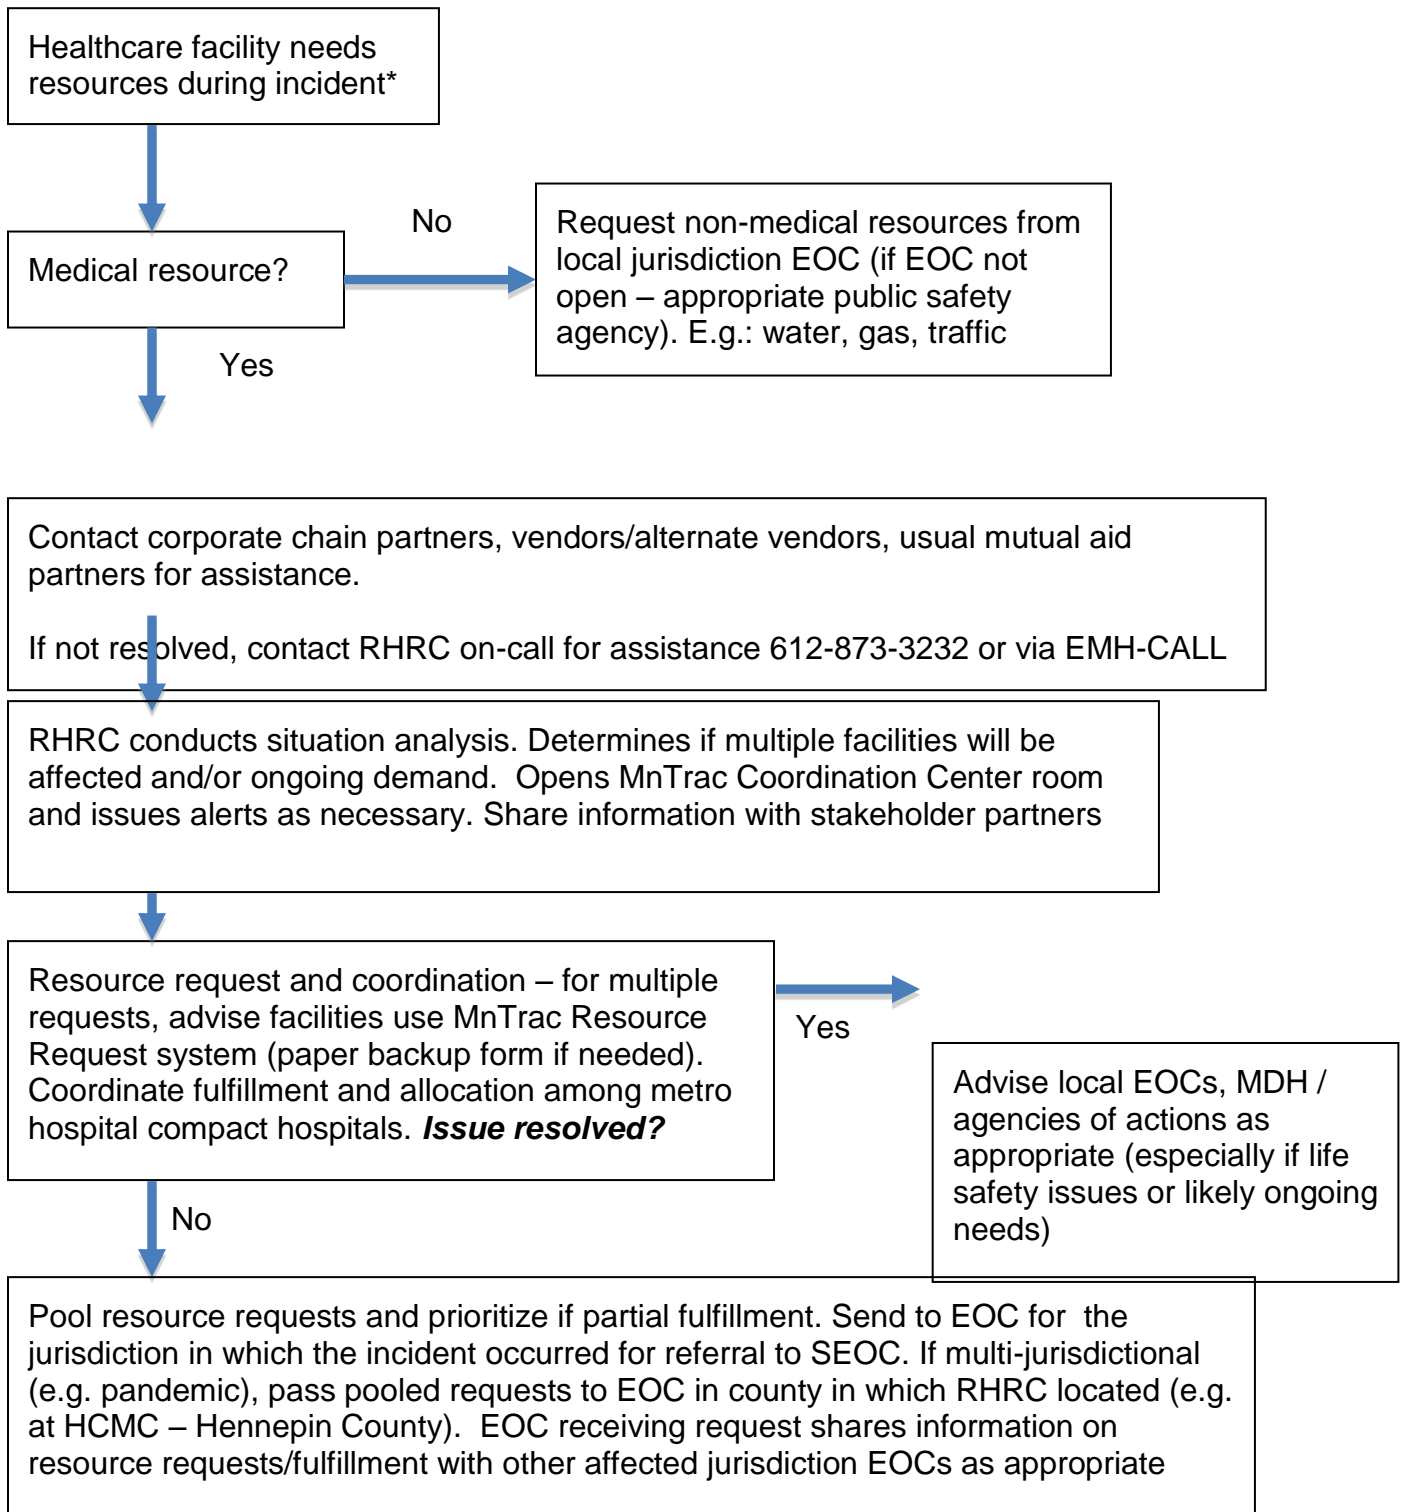 Healthcare facility needs
resources during incident*
No
Request non-medical resources from
local jurisdiction EOC (if EOC not
open – appropriate public safety
agency). E.g.: water, gas, traffic
Medical resource?
Yes
Contact corporate chain partners, vendors/alternate vendors, usual mutual aid
partners for assistance.
If not resolved, contact RHRC on-call for assistance 612-873-3232 or via EMH-CALL
RHRC conducts situation analysis. Determines if multiple facilities will be
affected and/or ongoing demand.  Opens MnTrac Coordination Center room
and issues alerts as necessary. Share information with stakeholder partners
Resource request and coordination – for multiple
requests, advise facilities use MnTrac Resource
Request system (paper backup form if needed).
Coordinate fulfillment and allocation among metro
hospital compact hospitals. Issue resolved?
Yes
Advise local EOCs, MDH /
agencies of actions as
appropriate (especially if life
safety issues or likely ongoing
needs)
No
Pool resource requests and prioritize if partial fulfillment. Send to EOC for  the
jurisdiction in which the incident occurred for referral to SEOC. If multi-jurisdictional
(e.g. pandemic), pass pooled requests to EOC in county in which RHRC located (e.g.
at HCMC – Hennepin County).  EOC receiving request shares information on
resource requests/fulfillment with other affected jurisdiction EOCs as appropriate